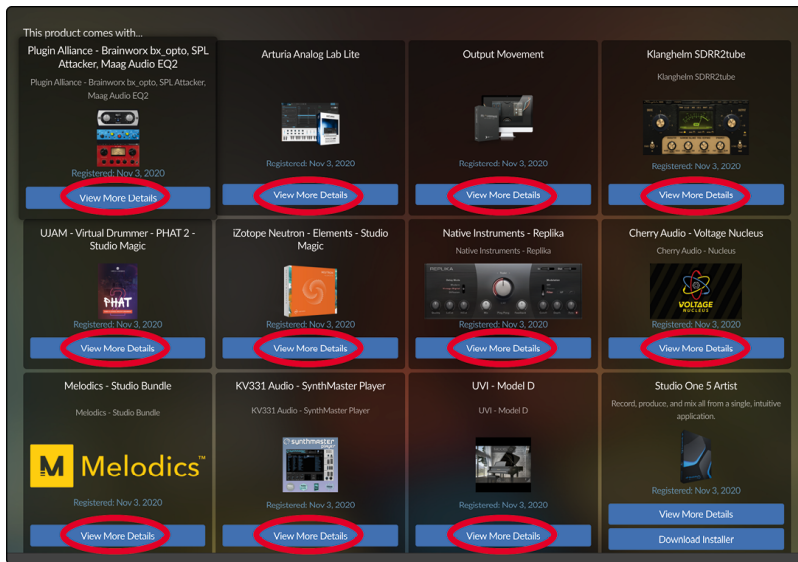 This product comes with...
Plugin Alliance - Brainworx bx_opto, SPL
Attacker, Maag Audio EQ2
Plugin Alliance - Brainworx bx_opto, SPL Attacker,
Maag Audio EQ2
Registered: Nov 3, 2020
View More Details
Arturia Analog Lab Lite
Registered: Nov 3, 2020
View More Details
Output Movement
Registered: Nov 3, 2020
View More Details
Klanghelm SDRR2tube
Klanghelm SDRR2tube
Registered: Nov 3, 2020
View More Details
UJAM - Virtual Drummer - PHAT 2 -
Studio Magic
PHAT
Registered: Nov 3, 2020
View More Details
iZotope Neutron - Elements - Studio
Magic
Registered: Nov 3, 2020
View More Details
Native Instruments - Replika
Native Instruments - Replika
REPLIKA
Registered: Nov 3, 2020
View More Details
Cherry Audio - Voltage Nucleus
Cherry Audio - Nucleus
VOLTAGE
NUCLEUS
Registered: Nov 3, 2020
View More Details
Melodics - Studio Bundle
Melodics - Studio Bundle
M Melodics™
Registered: Nov 3, 2020
View More Details
KV331 Audio - SynthMaster Player
KV331 Audio - SynthMaster Player
synthmaster
Registered: Nov 3, 2020
View More Details
UVI - Model D
UVI - Model D
Registered: Nov 3, 2020
View More Details
Studio One 5 Artist
Record, produce, and mix all from a single, intuitive
application.
Registered: Nov 3, 2020
View More Details
Download Installer